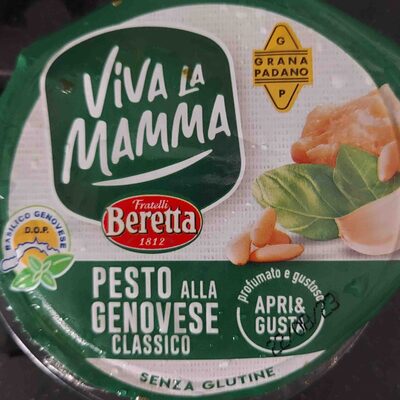 VIVA LA
MAMMA
G
GRANA
PADANO
P
Fratelli
Beretta
1812
BASILICO GENOVESE
D.O.P.
PESTO ALLA
GENOVESE
CLASSICO
profumato e gustoso
APRI&
GUSTA
SENZA GLUTINE